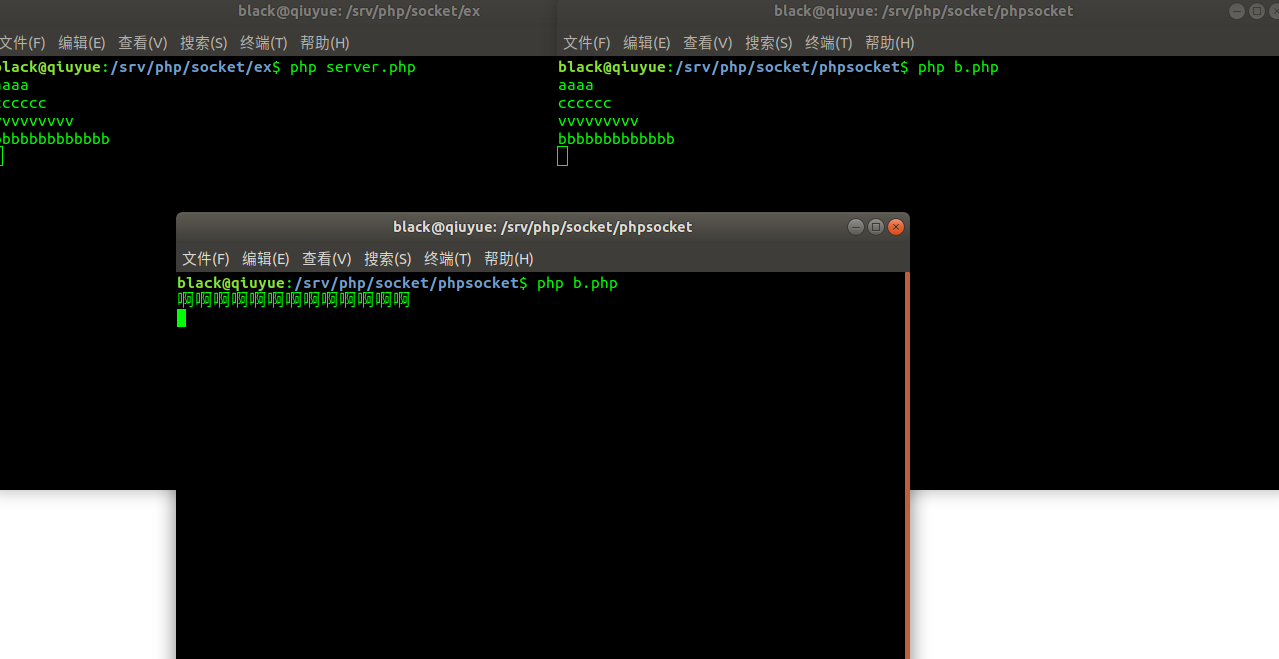 black@qiuyue: /srv/php/socket/ex
文件(F) 编辑(E) 查看(V) 搜索(S) 终端(T) 帮助(H)
black@qiuyue:/srv/php/socket/ex$ php server.php
aaaa
cccccc
vvvvvvvvv
bbbbbbbbbbbbb
black@qiuyue: /srv/php/socket/phpsocket
文件(F) 编辑(E) 查看(V) 搜索(S) 终端(T) 帮助(H)
black@qiuyue:/srv/php/socket/phpsocket$ php b.php
aaaa
cccccc
vvvvvvvvv
bbbbbbbbbbbbb
black@qiuyue: /srv/php/socket/phpsocket
文件(F) 编辑(E) 查看(V) 搜索(S) 终端(T) 帮助(H)
black@qiuyue:/srv/php/socket/phpsocket$ php b.php
啊啊啊啊啊啊啊啊啊啊啊啊啊